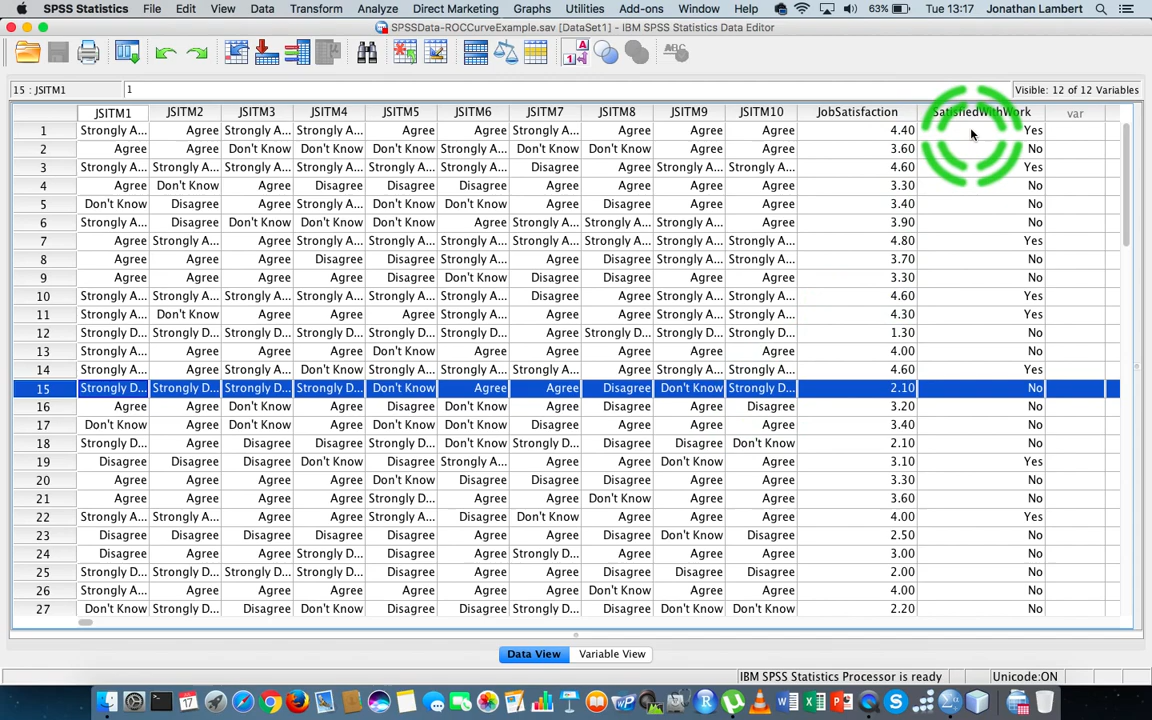 SPSS Statistics File Edit View Data Transform Analyze Direct Marketing Graphs Utilities Add-ons Window Help 63% Tue 13:17 Jonathan Lambert
SPSSData-ROCCurveExample.sav [DataSet1] - IBM SPSS Statistics Data Editor
15 : JSITM1 1 Visible: 12 of 12 Variables
JSITM1 JSITM2 JSITM3 JSITM4 JSITM5 JSITM6 JSITM7 JSITM8 JSITM9 JSITM10 JobSatisfaction SatisfiedWithWork var
1 Strongly A... Agree Strongly A... Strongly A... Agree Agree Strongly A... Agree Strongly A... Agree 4.40 Yes
2 Agree Agree Don't Know Don't Know Don't Know Agree Don't Know Don't Know Agree Agree 3.60 No
3 Strongly A... Agree Strongly A... Strongly A... Strongly A... Strongly A... Disagree Agree Strongly A... Strongly A... 4.60 Yes
4 Agree Don't Know Agree Disagree Disagree Disagree Agree Disagree Agree Agree 3.30 No
5 Don't Know Disagree Agree Don't Know Don't Know Don't Know Agree Agree Don't Know Agree 3.40 No
6 Strongly A... Disagree Don't Know Don't Know Don't Know Agree Strongly A... Strongly A... Strongly A... Agree 3.90 No
7 Agree Strongly A... Agree Strongly A... Strongly A... Strongly A... Strongly A... Strongly A... Strongly A... Strongly A... 4.80 Yes
8 Agree Agree Agree Disagree Disagree Strongly A... Agree Agree Agree Agree 3.70 No
9 Agree Agree Agree Agree Disagree Don't Know Disagree Disagree Agree Agree 3.30 No
10 Strongly A... Strongly A... Strongly A... Strongly A... Strongly A... Strongly A... Disagree Agree Strongly A... Strongly A... 4.60 Yes
11 Strongly A... Don't Know Agree Agree Agree Strongly A... Agree Agree Strongly A... Strongly A... 4.30 Yes
12 Strongly D... Strongly D... Strongly D... Strongly D... Strongly D... Strongly D... Agree Strongly D... Strongly D... Strongly D... 1.30 No
13 Strongly A... Agree Agree Agree Don't Know Agree Agree Agree Agree Agree 4.00 No
14 Strongly A... Agree Strongly A... Strongly A... Agree Strongly A... Agree Agree Strongly A... Strongly A... 4.60 Yes
15 Strongly D... Strongly D... Strongly D... Strongly D... Don't Know Agree Agree Disagree Don't Know Strongly D... 2.10 No
16 Agree Agree Don't Know Agree Disagree Don't Know Agree Disagree Agree Disagree 3.20 No
17 Don't Know Agree Don't Know Agree Don't Know Don't Know Agree Agree Don't Know Agree 3.40 No
18 Strongly D... Agree Disagree Disagree Strongly D... Don't Know Disagree Disagree Disagree Don't Know 2.10 No
19 Disagree Disagree Disagree Don't Know Disagree Strongly A... Agree Agree Don't Know Agree 3.10 Yes
20 Disagree Agree Agree Agree Don't Know Disagree Disagree Disagree Agree Agree 3.30 No
21 Agree Agree Agree Agree Strongly D... Agree Agree Don't Know Agree Agree 3.60 No
22 Strongly A... Strongly A... Agree Agree Strongly A... Disagree Don't Know Agree Agree Agree 4.00 Yes
23 Disagree Disagree Agree Disagree Disagree Disagree Agree Disagree Don't Know Disagree 2.50 No
24 Disagree Agree Agree Strongly D... Disagree Agree Strongly D... Agree Agree Agree 3.00 No
25 Strongly D... Strongly D... Strongly D... Strongly D... Disagree Agree Disagree Agree Disagree Disagree 2.00 No
26 Strongly A... Agree Agree Agree Agree Agree Agree Don't Know Agree Agree 4.00 No
27 Don't Know Strongly D... Disagree Agree Disagree Disagree Strongly D... Disagree Don't Know Don't Know 2.20 No
Data View Variable View
IBM SPSS Statistics Processor is ready Unicode:ON